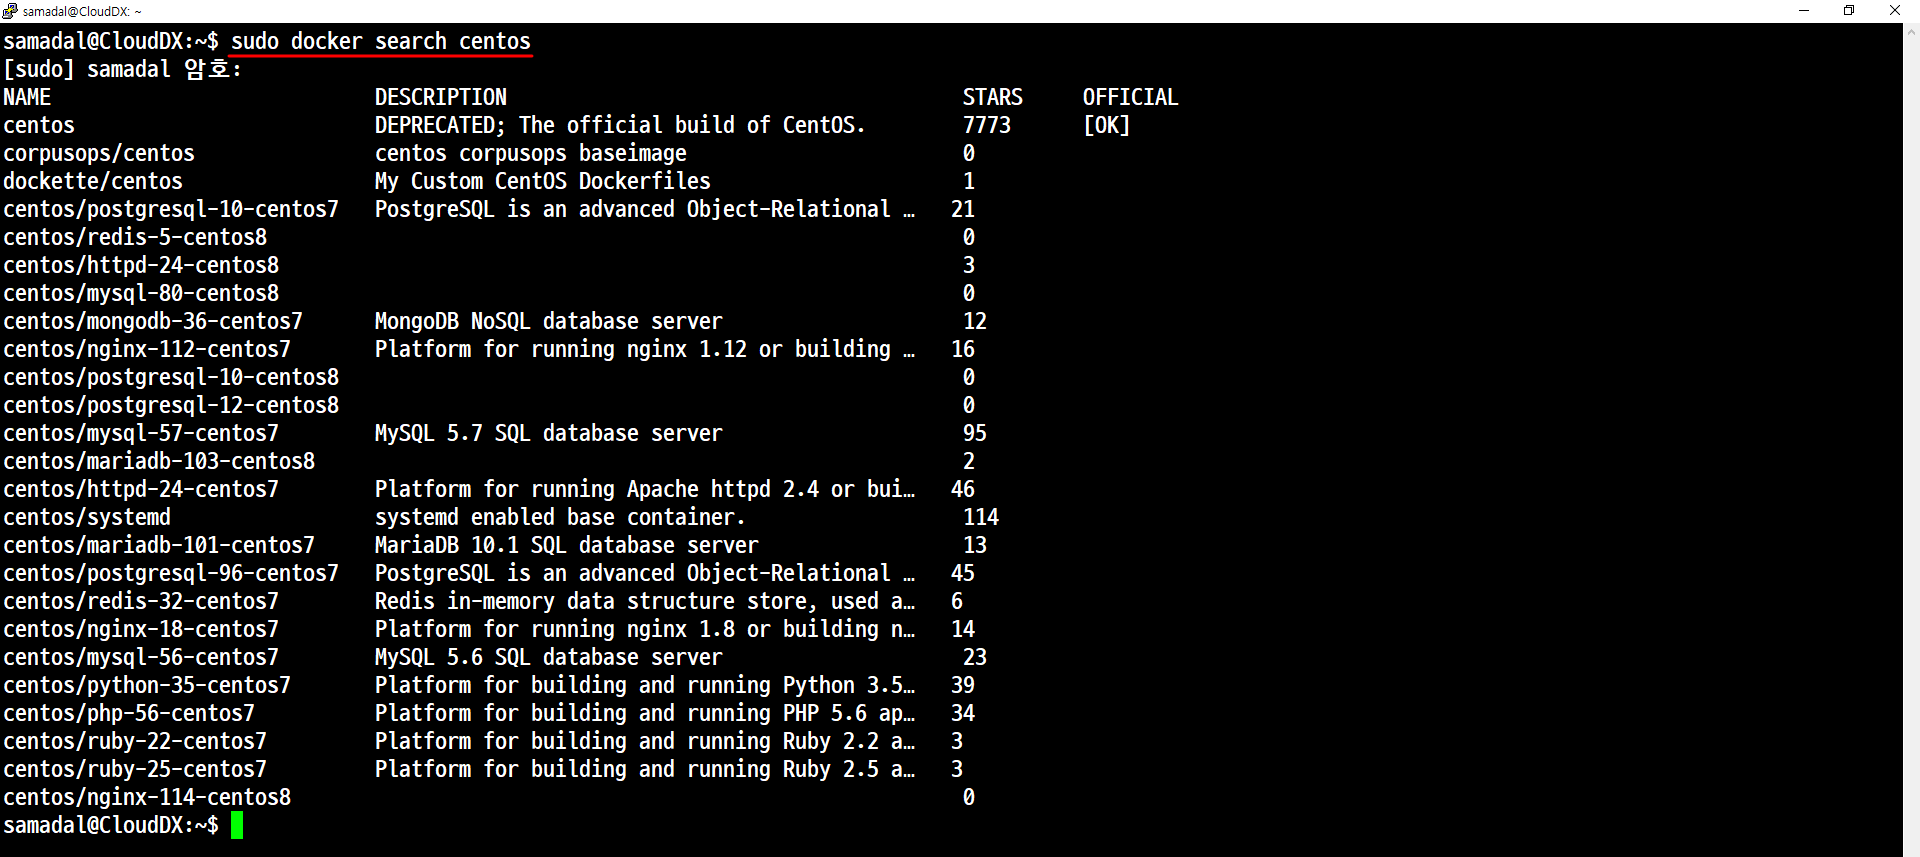 samadal@CloudDX: ~
samadal@CloudDX:~$ sudo docker search centos
[sudo] samadal 암호:
NAME DESCRIPTION STARS OFFICIAL
centos DEPRECATED; The official build of CentOS. 7773 [OK]
corpusops/centos centos corpusops baseimage 0
dockette/centos My Custom CentOS Dockerfiles 1
centos/postgresql-10-centos7 PostgreSQL is an advanced Object-Relational … 21
centos/redis-5-centos8 0
centos/httpd-24-centos8 3
centos/mysql-80-centos8 0
centos/mongodb-36-centos7 MongoDB NoSQL database server 12
centos/nginx-112-centos7 Platform for running nginx 1.12 or building … 16
centos/postgresql-10-centos8 0
centos/postgresql-12-centos8 0
centos/mysql-57-centos7 MySQL 5.7 SQL database server 95
centos/mariadb-103-centos8 2
centos/httpd-24-centos7 Platform for running Apache httpd 2.4 or bui… 46
centos/systemd systemd enabled base container. 114
centos/mariadb-101-centos7 MariaDB 10.1 SQL database server 13
centos/postgresql-96-centos7 PostgreSQL is an advanced Object-Relational … 45
centos/redis-32-centos7 Redis in-memory data structure store, used a… 6
centos/nginx-18-centos7 Platform for running nginx 1.8 or building n… 14
centos/mysql-56-centos7 MySQL 5.6 SQL database server 23
centos/python-35-centos7 Platform for building and running Python 3.5… 39
centos/php-56-centos7 Platform for building and running PHP 5.6 ap… 34
centos/ruby-22-centos7 Platform for building and running Ruby 2.2 a… 3
centos/ruby-25-centos7 Platform for building and running Ruby 2.5 a… 3
centos/nginx-114-centos8 0
samadal@CloudDX:~$